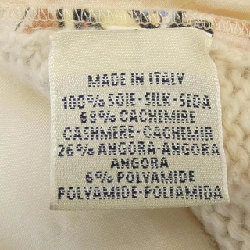 MADE IN ITALY
100% SOIE-SILK-SEDA
68% CACHEMIRE
CASHMERE-CACHEMIR
26% ANGORA-ANGORA
ANGORA
6% POLYAMIDE
POLYAMIDE-POLIAMIDA